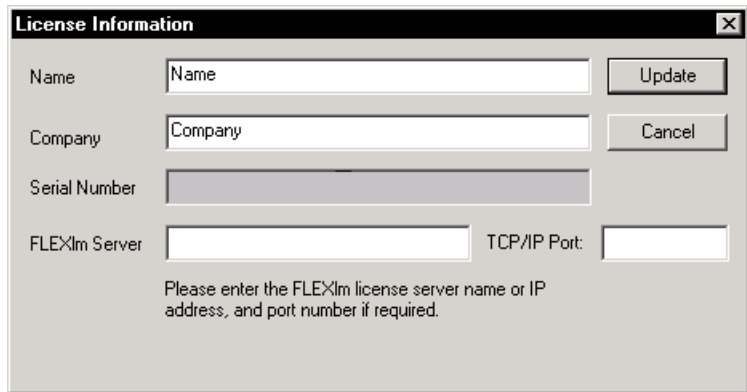 License Information
Name Name Update
Company Company Cancel
Serial Number
FLEXlm Server TCP/IP Port:
Please enter the FLEXlm license server name or IP
address, and port number if required.